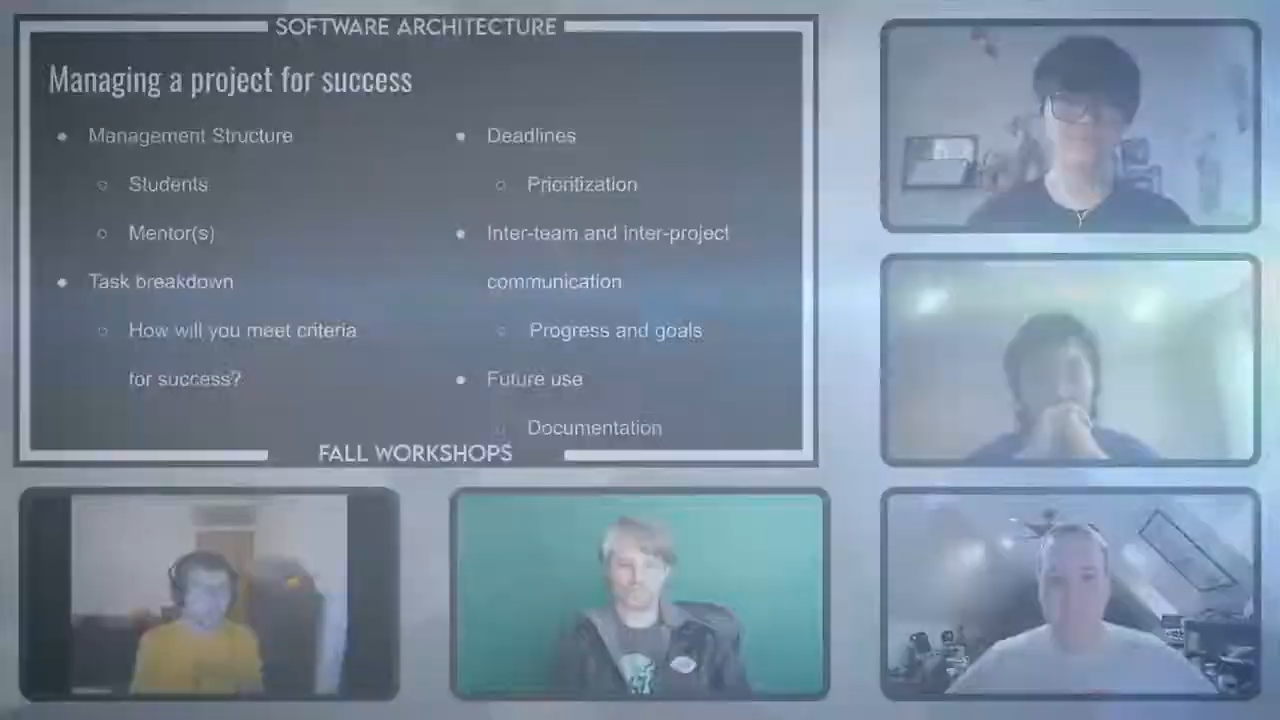 SOFTWARE ARCHITECTURE
Managing a project for success
● Management Structure
○ Students
○ Mentor(s)
● Task breakdown
○ How will you meet criteria
for success?
● Deadlines
○ Prioritization
● Inter-team and inter-project
communication
○ Progress and goals
● Future use
○ Documentation
FALL WORKSHOPS